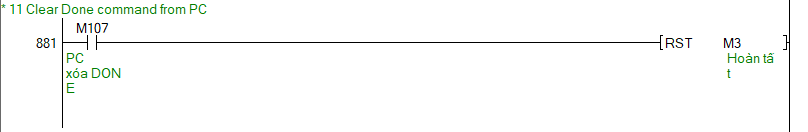 * 11 Clear Done command from PC
M107
881
RST M3
PC
xóa DON
E
Hoàn tấ
t